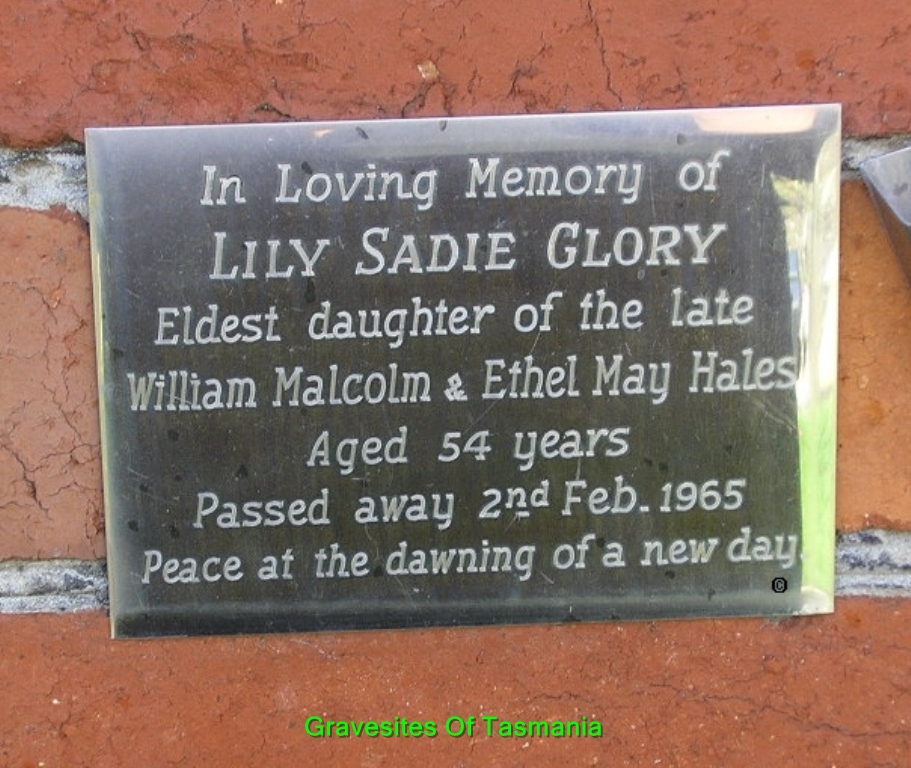 In Loving Memory of
LILY SADIE GLORY
Eldest daughter of the late
William Malcolm & Ethel May Hales
Aged 54 years
Passed away 2nd Feb. 1965
Peace at the dawning of a new day.
©
Gravesites Of Tasmania